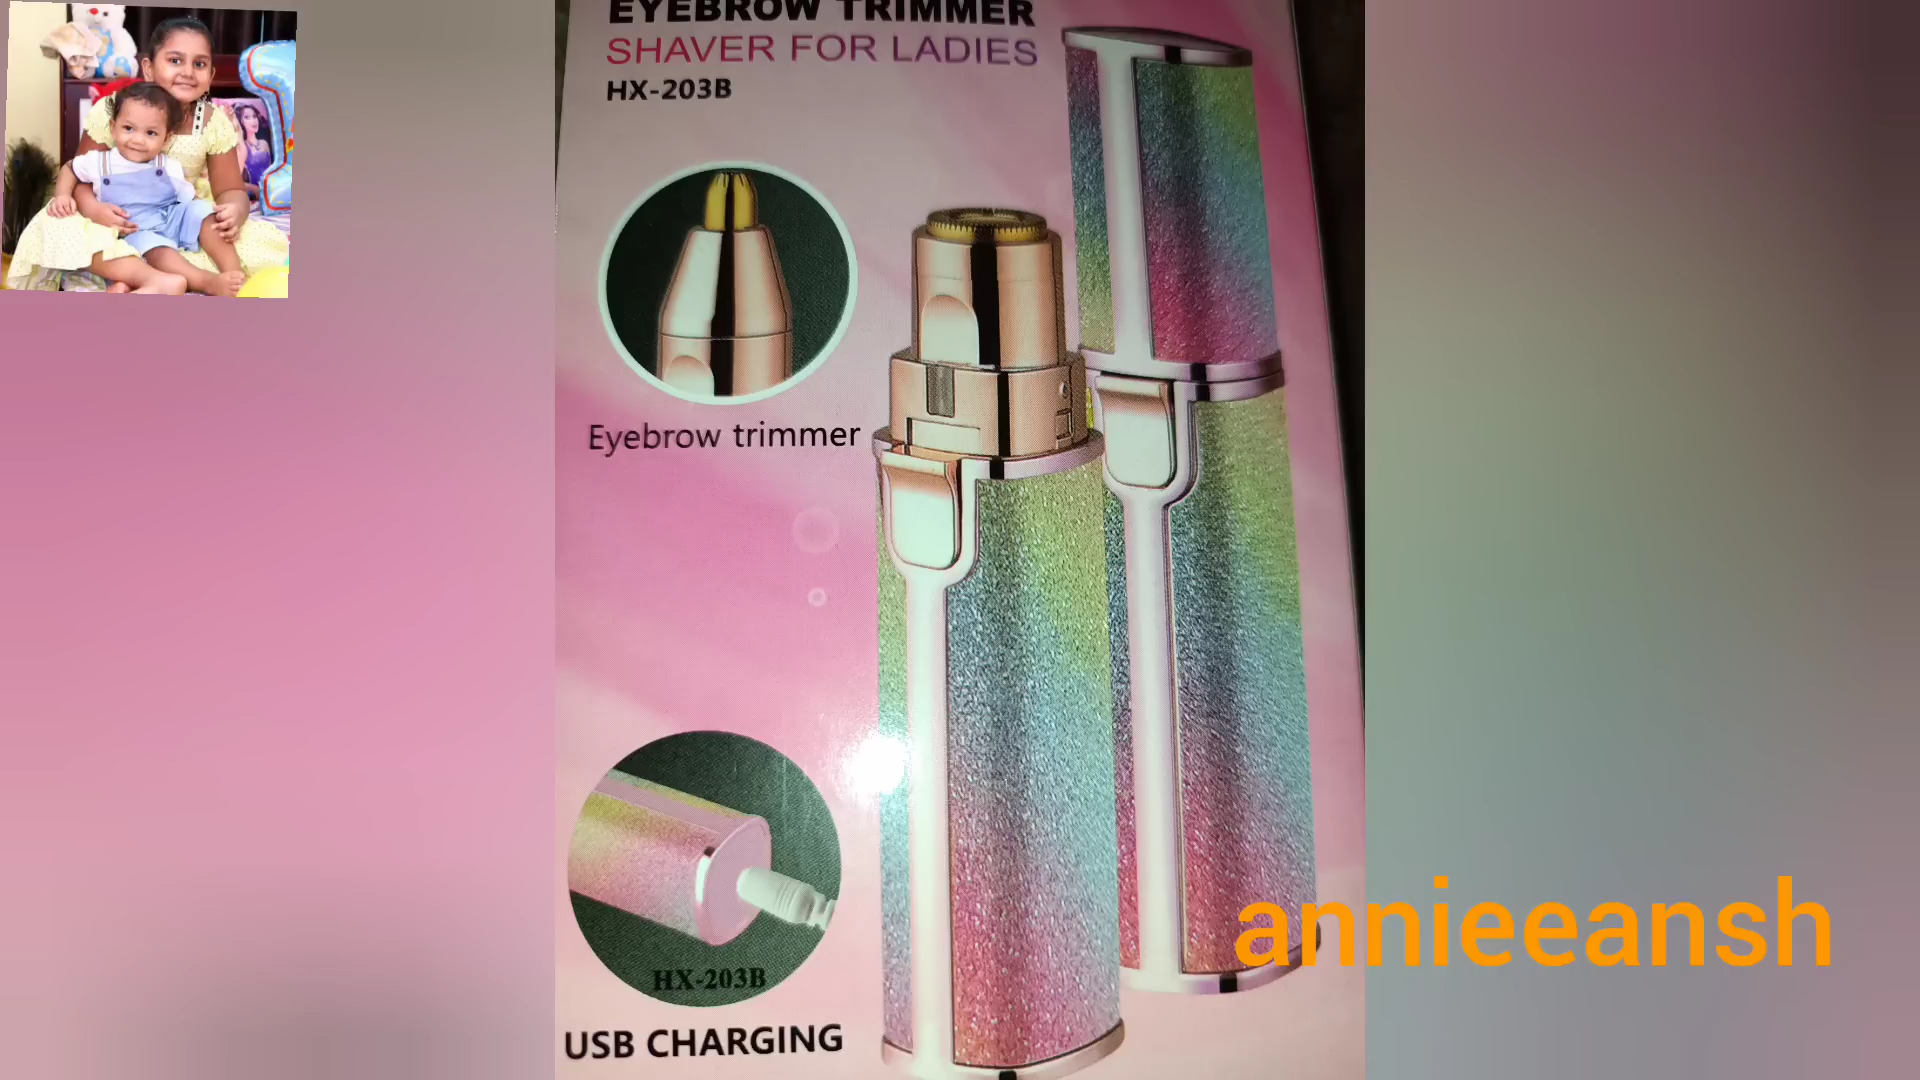 EYEBROW TRIMMER
SHAVER FOR LADIES
HX-203B
Eyebrow trimmer
HX-203B
USB CHARGING
annieeansh